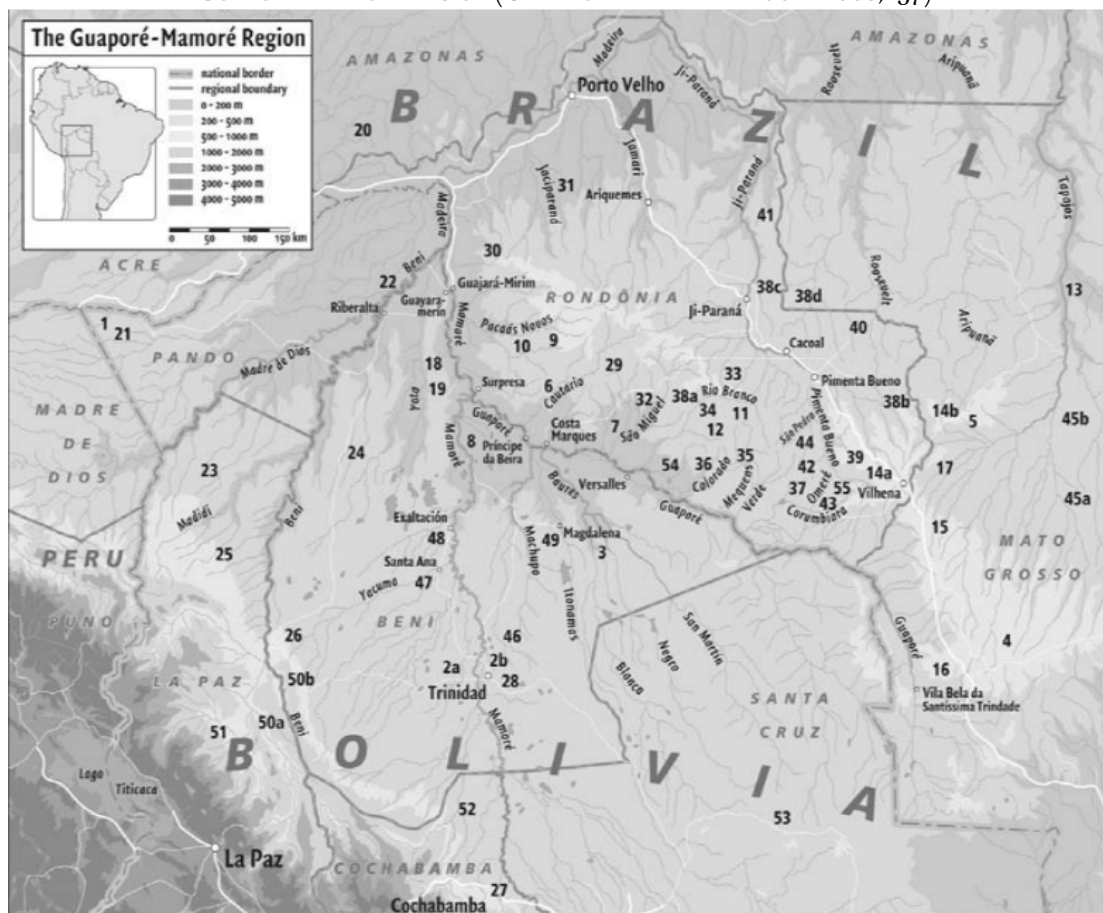 The Guaporé-Mamoré Region
national border
regional boundary
0 - 200 m
200 - 500 m
500 - 1000 m
1000 - 2000 m
2000 - 3000 m
3000 - 4000 m
4000 - 5000 m
0 50 100 150 km
AMAZONAS
AMAZONAS
Madeira
Ji-Paraná
Roosevelt
Aripuanã
Porto Velho
BRAZIL
20
Jamari
Jaciparaná
31
Ariquemes
Ji-Paraná
41
Tapajos
Madeira
30
ACRE
Beni
22
Guajará-Mirim
Guayara-
merín
Riberalta
RONDÔNIA
38c
38d
Ji-Paraná
Roosevelt
13
Aripuanã
1
21
PANDO
Madre de Dios
Mamoré
Pacaás Novos
10
9
40
Cacoal
18
19
Yata
Surpresa
6
Cautario
29
33
Pimenta Bueno
MADRE
DE
DIOS
32
38a
Rio Branco
34
11
38b
14b
5
45b
Guaporé
Costa
Marques
7
São Miguel
12
São Pedro
Pimenta Bueno
44
8
Príncipe
da Beira
Mamoré
23
24
54
36
Colorado
35
Mequens
Verde
42
39
14a
17
Baures
Versalles
37
Omeré
55
43
Corumbiara
Vilhena
45a
Madidi
Beni
Guaporé
15
Exaltación
48
Machupo
49
Magdalena
3
MATO
GROSSO
PERU
25
Santa Ana
47
Yacuma
Itonamas
PUNO
BENI
26
46
San Martín
Negro
Blanco
Guaporé
4
LA PAZ
50b
2a
2b
28
Trinidad
16
Vila Bela da
Santíssima Trindade
SANTA
CRUZ
51
50a
Beni
Mamoré
BOLIVIA
Lago
Titicaca
52
53
La Paz
COCHABAMBA
27
Cochabamba